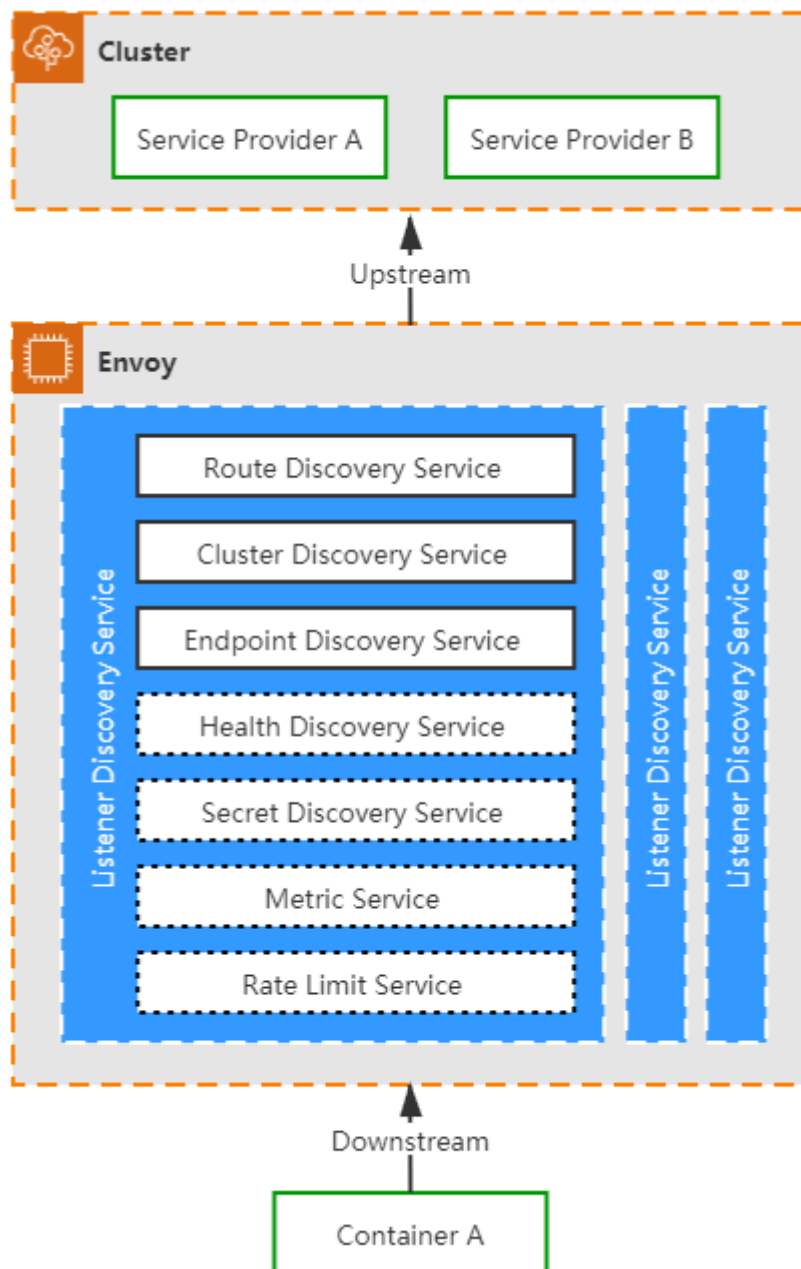 Cluster
Service Provider A
Service Provider B
Upstream
Envoy
Listener Discovery Service
Route Discovery Service
Cluster Discovery Service
Endpoint Discovery Service
Health Discovery Service
Secret Discovery Service
Metric Service
Rate Limit Service
Listener Discovery Service
Listener Discovery Service
Downstream
Container A